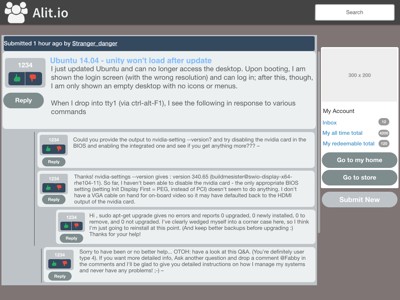 Alit.io
Search
Submitted 1 hour ago by Stranger_danger
1234
Reply
Ubuntu 14.04 - unity won't load after update
I just updated Ubuntu and can no longer access the desktop. Upon booting, I am
shown the login screen (with the wrong resolution) and can log in; after this, though,
I am only shown an empty desktop with no icons or menus.
When I drop into tty1 (via ctrl-alt-F1), I see the following in response to various
commands
300 x 200
My Account
Inbox
My all time total
My redeemable total
Go to my home
Go to store
Submit New
1234
Reply
Could you provide the output to nvidia-setting --version? and try disabling the nvidia card in the
BIOS and enabling the integrated one and see if you get anything more??? –
1234
Reply
Thanks! nvidia-settings --version gives : version 340.65
So far, I haven't been able to disable the nvidia card - the only appropriate BIOS
setting (setting Init Display First = PEG, instead of PCI) doesn't seem to do anything. I don't
have a VGA cable on hand for on-board video so it may have defaulted back to the HDMI
output of the nvidia card.
1234
Reply
Hi , sudo apt-get upgrade gives no errors and reports 0 upgraded, 0 newly installed, 0 to
remove, and 0 not upgraded. I've clearly wedged myself into a corner case here, so I think
I'm just going to reinstall at this point. (And keep better backups before upgrading :)
Thanks for your help!
1234
Reply
Sorry to have been or no better help... OTOH: have a look at this Q&A. (You're definitely user
type 4). If you want more detailed info, Ask another question and drop a comment @Fabby in
the comments and I'll be glad to give you detailed instructions on how I manage my systems
and never have any problems! ;-) –